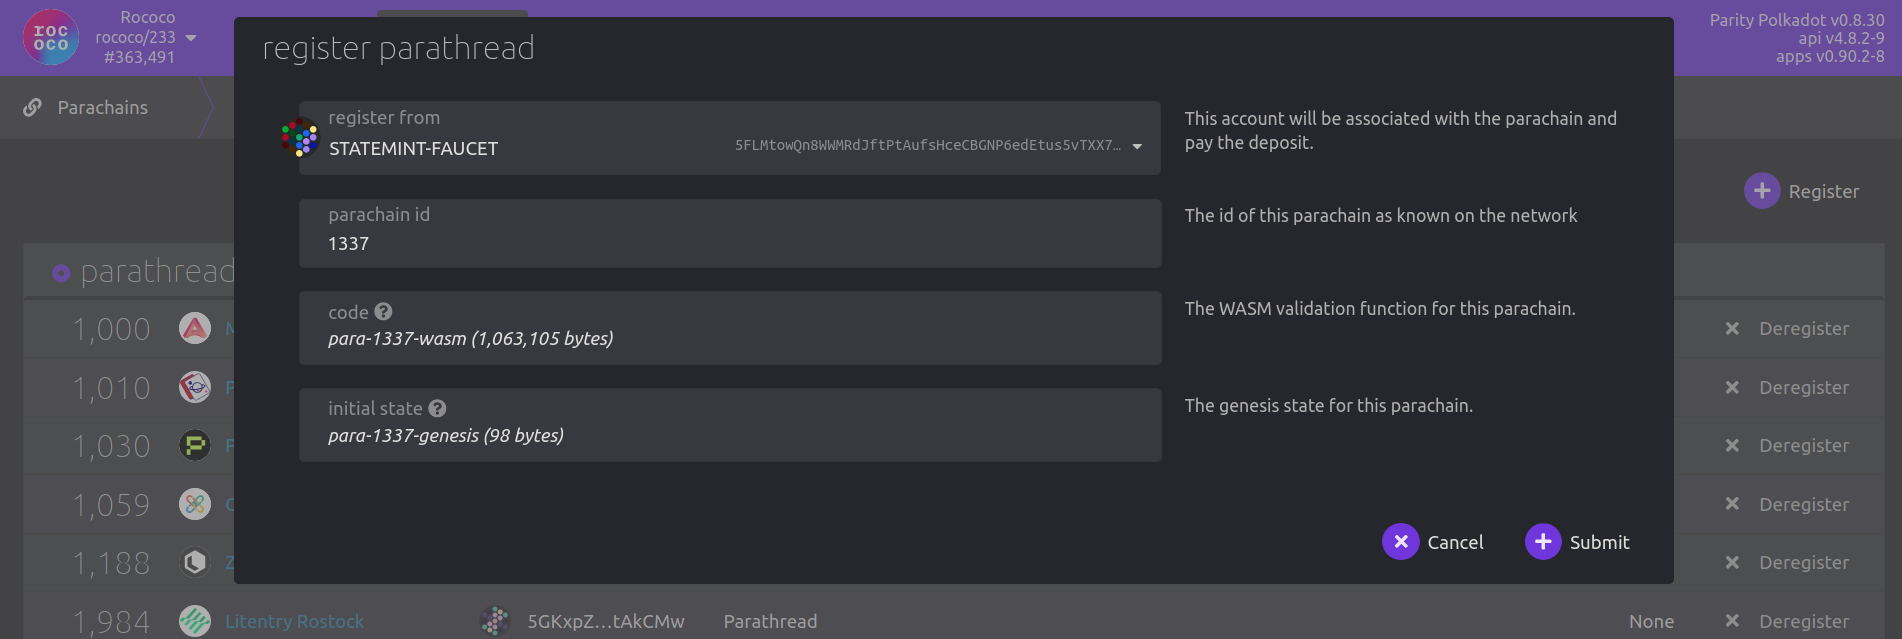 roc
oco
Rococo
rococo/233
#363,491
Parity Polkadot v0.8.30
api v4.8.2-9
apps v0.90.2-8
Parachains
register parathread
register from
STATEMINT-FAUCET
5FLMtowQn8WWMRdJftPtAufsHceCBGNP6edEtus5vTXX7…
This account will be associated with the parachain and
pay the deposit.
parachain id
1337
The id of this parachain as known on the network
code ?
para-1337-wasm (1,063,105 bytes)
The WASM validation function for this parachain.
initial state ?
para-1337-genesis (98 bytes)
The genesis state for this parachain.
Cancel
Submit
Register
parathread
1,000
Deregister
1,010
Deregister
1,030
Deregister
1,059
Deregister
1,188
Deregister
1,984 Litentry Rostock 5GKxpZ…tAkCMw Parathread None Deregister